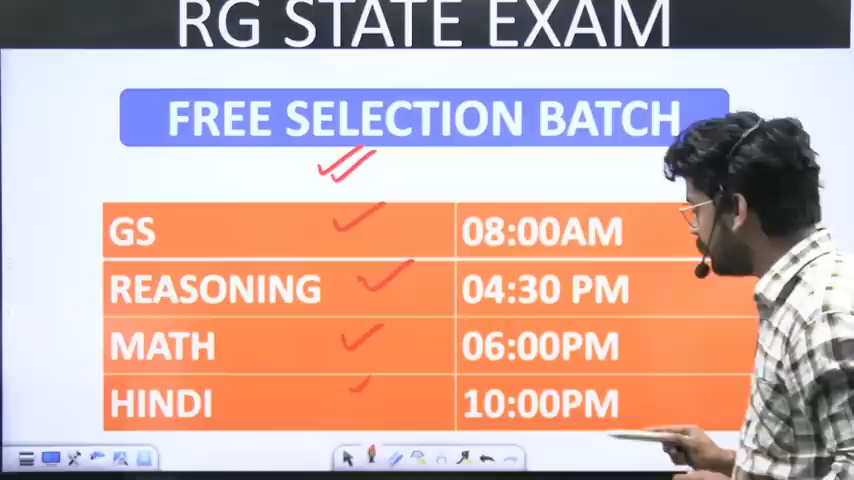 RG STATE EXAM
FREE SELECTION BATCH
GS 08:00AM
REASONING 04:30 PM
MATH 06:00PM
HINDI 10:00PM